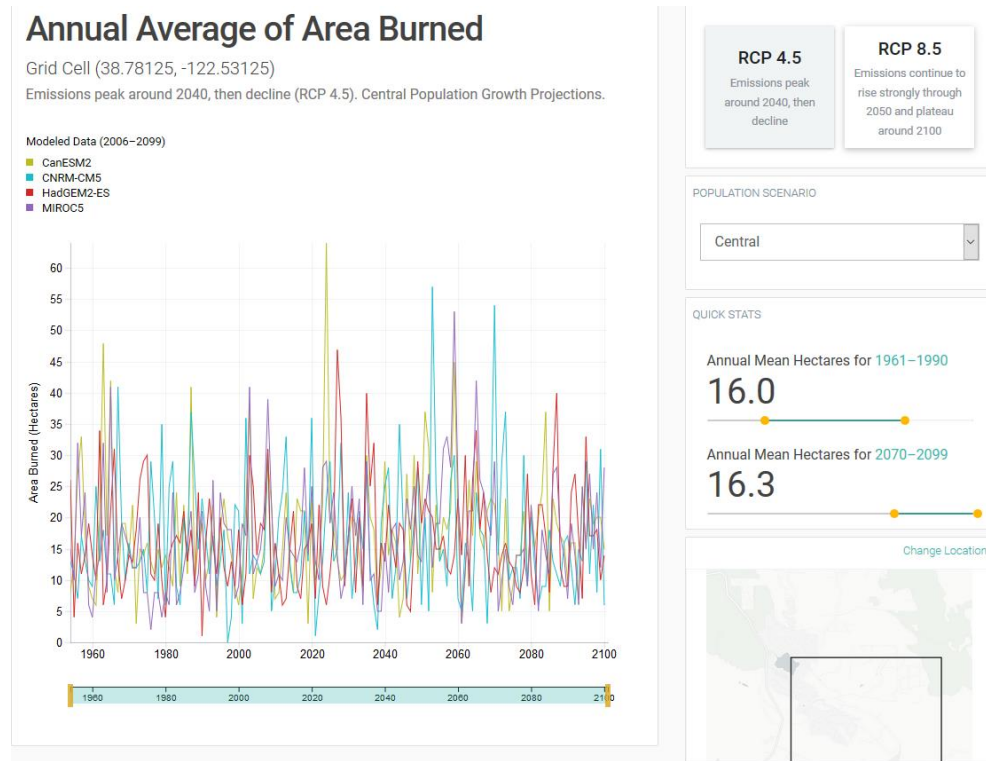 Annual Average of Area Burned
Grid Cell (38.78125, -122.53125)
Emissions peak around 2040, then decline (RCP 4.5). Central Population Growth Projections.
Modeled Data (2006–2099)
CanESM2
CNRM-CM5
HadGEM2-ES
MIROC5
Area Burned (Hectares)
60
55
50
45
40
35
30
25
20
15
10
5
0
1960 1980 2000 2020 2040 2060 2080 2100
1960 1980 2000 2020 2040 2060 2080 2100
RCP 4.5
Emissions peak
around 2040, then
decline
RCP 8.5
Emissions continue to
rise strongly through
2050 and plateau
around 2100
POPULATION SCENARIO
Central
QUICK STATS
Annual Mean Hectares for 1961–1990
16.0
Annual Mean Hectares for 2070–2099
16.3
Change Location